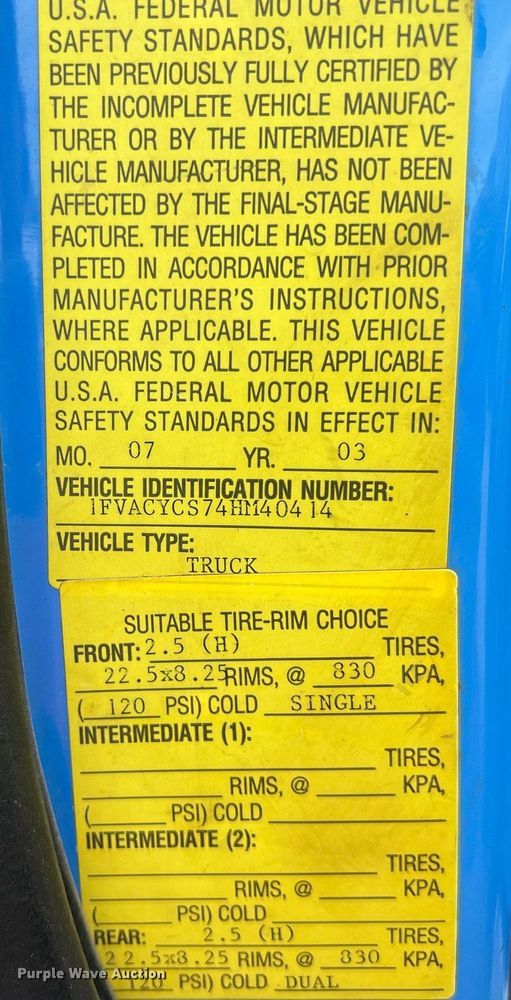 U.S.A. FEDERAL MOTOR VEHICLE
SAFETY STANDARDS, WHICH HAVE
BEEN PREVIOUSLY FULLY CERTIFIED BY
THE INCOMPLETE VEHICLE MANUFAC-
TURER OR BY THE INTERMEDIATE VE-
HICLE MANUFACTURER, HAS NOT BEEN
AFFECTED BY THE FINAL-STAGE MANU-
FACTURE. THE VEHICLE HAS BEEN COM-
PLETED IN ACCORDANCE WITH PRIOR
MANUFACTURER'S INSTRUCTIONS,
WHERE APPLICABLE. THIS VEHICLE
CONFORMS TO ALL OTHER APPLICABLE
U.S.A. FEDERAL MOTOR VEHICLE
SAFETY STANDARDS IN EFFECT IN:
MO. 07 YR. 03
VEHICLE IDENTIFICATION NUMBER:
1FVACYCS74HM40414
VEHICLE TYPE:
TRUCK
SUITABLE TIRE-RIM CHOICE
FRONT: 2.5 (H) TIRES,
22.5x8.25 RIMS, @ 830 KPA,
( 120 PSI) COLD SINGLE
INTERMEDIATE (1):
TIRES,
RIMS, @ KPA,
( PSI) COLD
INTERMEDIATE (2):
TIRES,
RIMS, @ KPA,
( PSI) COLD
REAR: 2.5 (H) TIRES,
22.5x8.25 RIMS, @ 830 KPA,
120 PSI) COLD DUAL
Purple Wave Auction